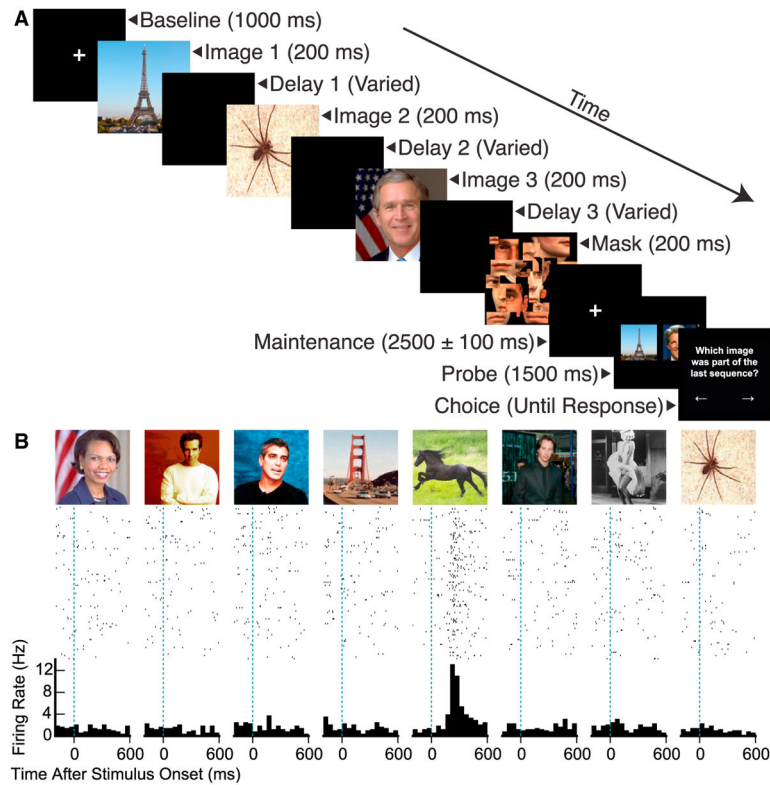 A
Baseline (1000 ms)
Image 1 (200 ms)
Delay 1 (Varied)
Image 2 (200 ms)
Delay 2 (Varied)
Image 3 (200 ms)
Delay 3 (Varied)
Mask (200 ms)
Time
Maintenance (2500 ± 100 ms)
Probe (1500 ms)
Choice (Until Response)
Which image
was part of the
last sequence?
← →
B
Firing Rate (Hz)
12
8
4
0
0 600 0 600 0 600 0 600 0 600 0 600 0 600 0 600
Time After Stimulus Onset (ms)